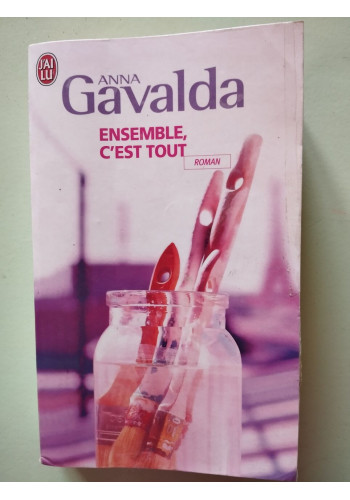 J'AI
LU
ANNA
Gavalda
ENSEMBLE,
C'EST TOUT
ROMAN